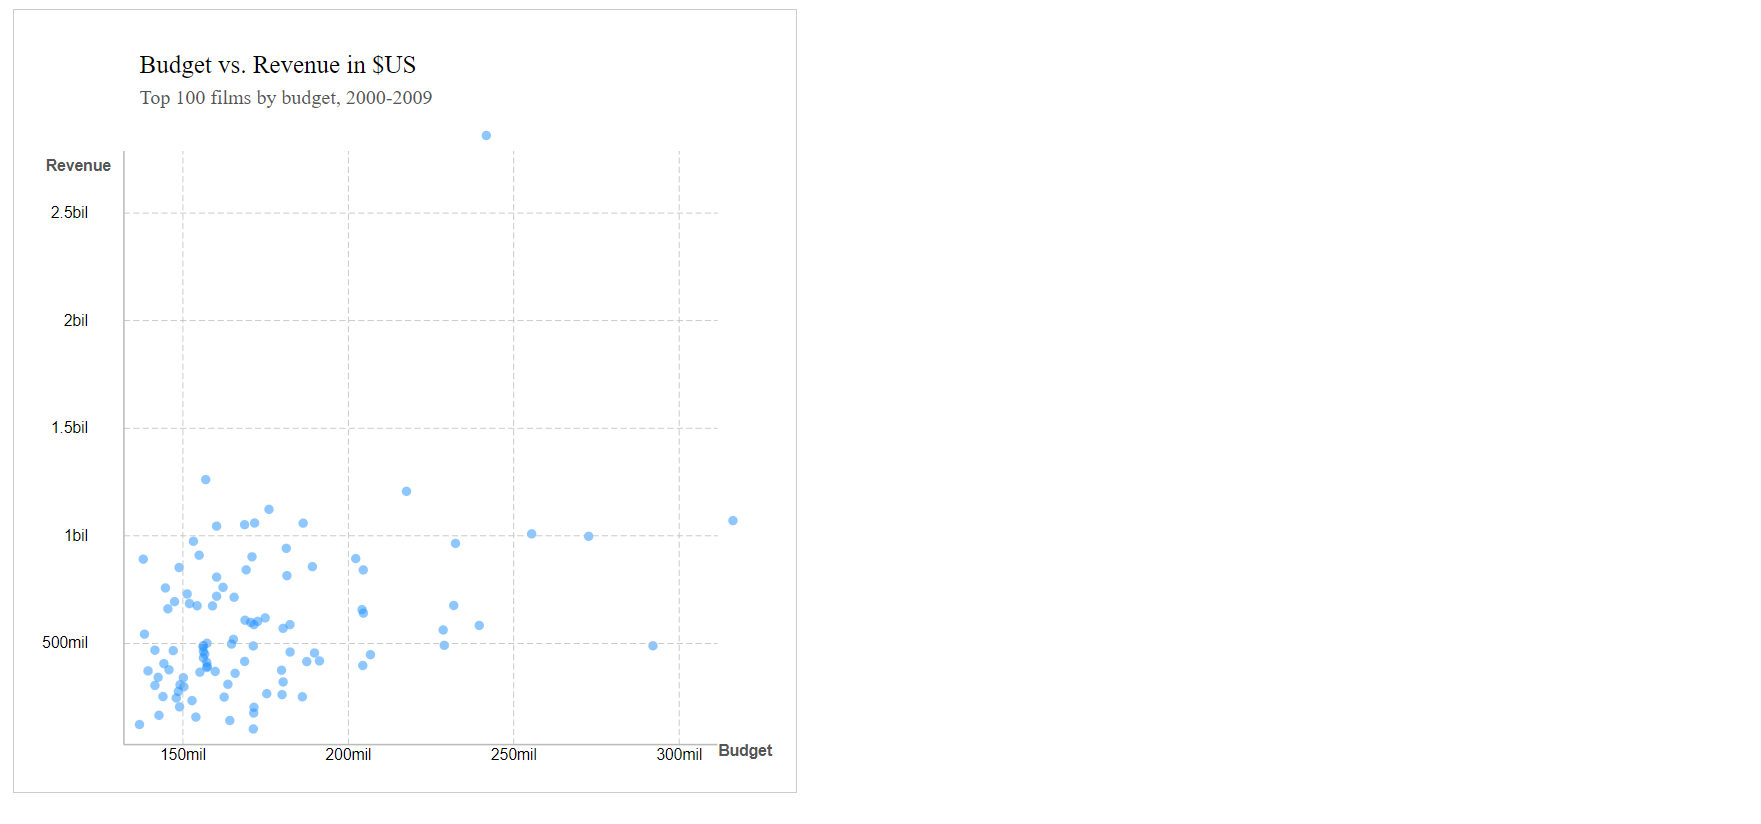 Budget vs. Revenue in $US
Top 100 films by budget, 2000-2009
Revenue
2.5bil
2bil
1.5bil
1bil
500mil
150mil 200mil 250mil 300mil Budget